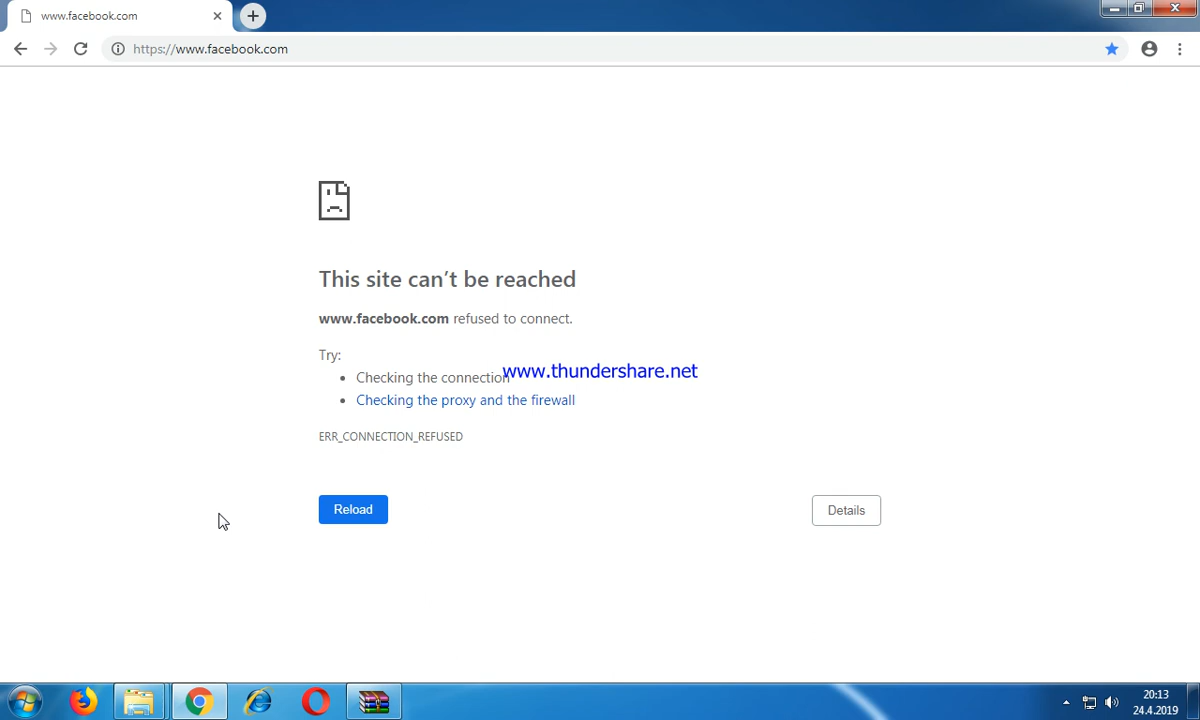 www.facebook.com
https://www.facebook.com
This site can’t be reached
www.facebook.com refused to connect.
Try:
• Checking the connection
www.thundershare.net
• Checking the proxy and the firewall
ERR_CONNECTION_REFUSED
Reload
Details
20:13
24.4.2019